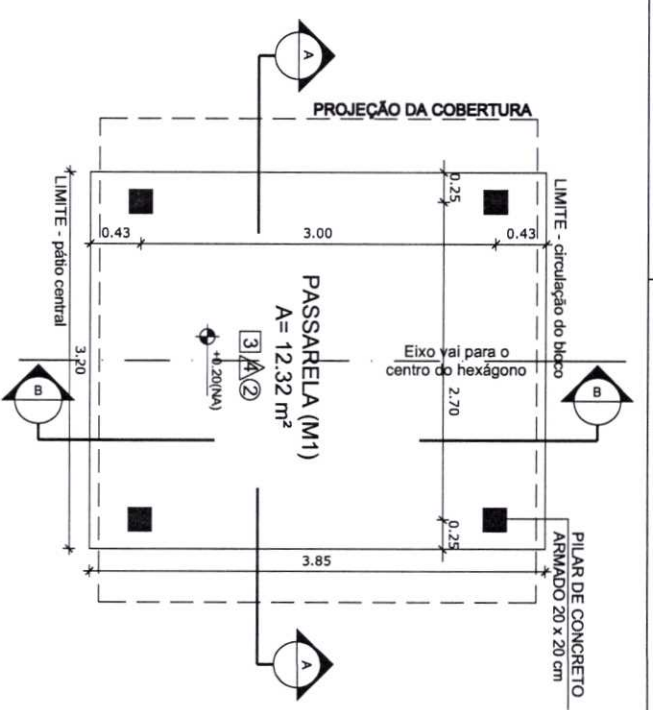 A
PROJEÇÃO DA COBERTURA
LIMITE - pátio central
LIMITE - circulação do bloco
0.25
0.43
3.00
0.43
PASSARELA (M1)
A= 12.32 m²
3 4 2
+0.20(NA)
Eixo vai para o
centro do hexágono
3.20
2.70
B
B
0.25
3.85
PILAR DE CONCRETO
ARMADO 20 x 20 cm
A